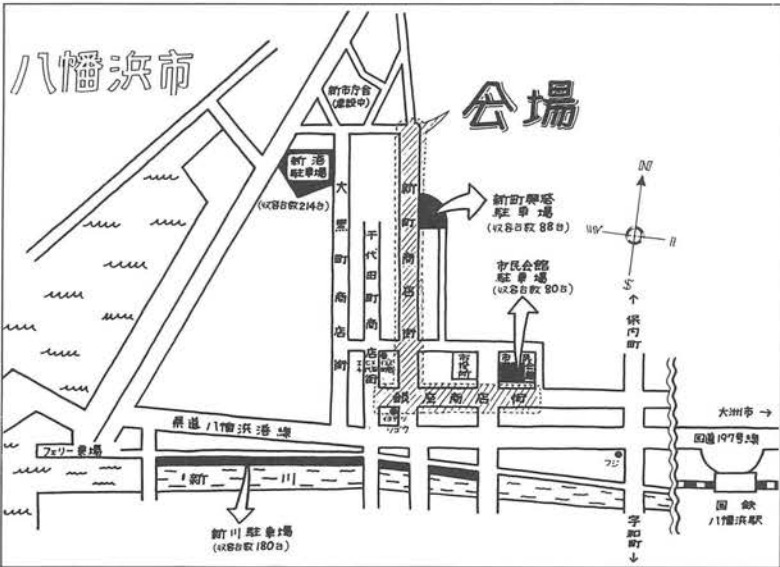 八幡浜市
会場
新市庁舎
(建設中)
新港
駐車場
(収容台数214台)
大黒町商店街
千代田町商店街
新町商店街
新町興産
駐車場
(収容台数88台)
市民会館
駐車場
(収容台数80台)
N
W
S
↑
保内町
市役所
銀座商店街
大洲市→
国道197号線
県道八幡浜港線
フェリー乗場
フジ
新川
国鉄
八幡浜駅
新川駐車場
(収容台数180台)
宇和町
↓